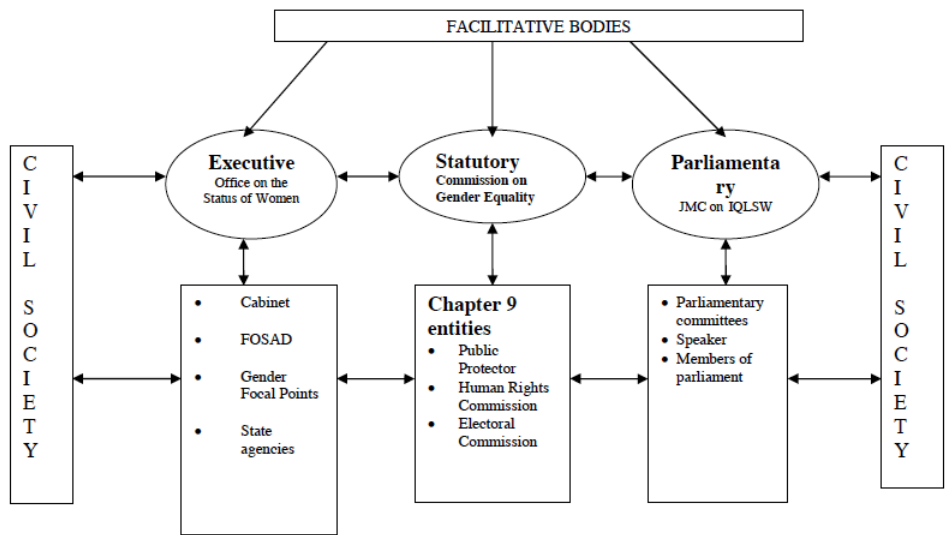 FACILITATIVE BODIES
C
I
V
I
L
S
O
C
I
E
T
Y
Executive
Office on the
Status of Women
Statutory
Commission on
Gender Equality
Parliamenta
ry
JMC on IQLSW
C
I
V
I
L
S
O
C
I
E
T
Y
• Cabinet
• FOSAD
• Gender
Focal Points
• State
agencies
Chapter 9
entities
• Public
Protector
• Human Rights
Commission
• Electoral
Commission
• Parliamentary
committees
• Speaker
• Members of
parliament